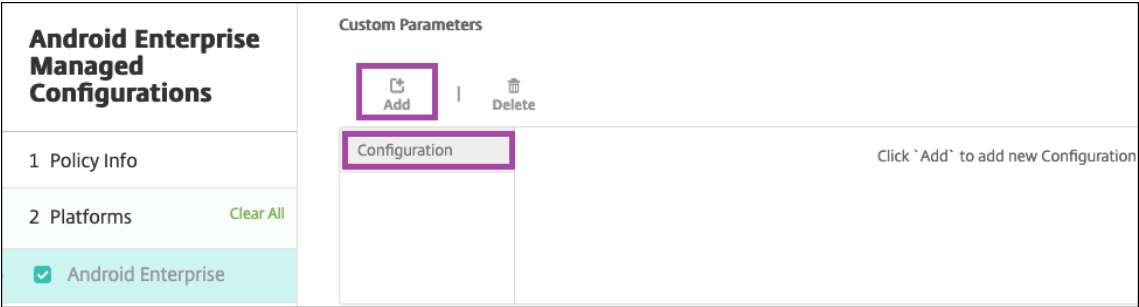 Android Enterprise
Managed
Configurations
1 Policy Info
2 Platforms
Clear All
Android Enterprise
Custom Parameters
Add
|
Delete
Configuration
Click `Add` to add new Configuration